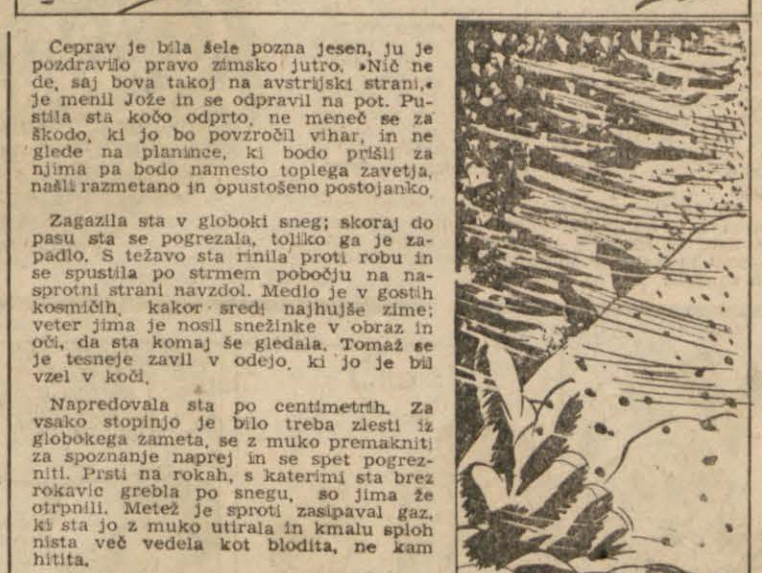 Ceprav je bila šele pozna jesen, ju je
pozdravilo pravo zimsko jutro. »Nič ne
de, saj bova takoj na avstrijski strani,«
je menil Jože in se odpravil na pot. Pu-
stila sta kočo odprto, ne meneč se za
škodo, ki jo bo povzročil vihar, in ne
glede na planince, ki bodo prišli za
njima pa bodo namesto toplega zavetja,
našli razmetano in opustošeno postojanko.
Zagazila sta v globoki sneg; skoraj do
pasu sta se pogrezala, toliko ga je za-
padlo. S težavo sta rinila proti robu in
se spustila po strmem pobočju na na-
sprotni strani navzdol. Medlo je v gostih
kosmičih, kakor sredi najhujše zime;
veter jima je nosil snežinke v obraz in
oči, da sta komaj še gledala. Tomaž se
je tesneje zavil v odejo, ki jo je bil
vzel v koči.
Napredovala sta po centimetrih. Za
vsako stopinjo je bilo treba zlesti iz
globokega zameta, se z muko premakniti
za spoznanje naprej in se spet pogrez-
niti. Prsti na rokah, s katerimi sta brez
rokavic grebla po snegu, so jima že
otrpnili. Metež je sproti zasipaval gaz,
ki sta jo z muko utirala in kmalu sploh
nista več vedela kot blodita, ne kam
hitita.